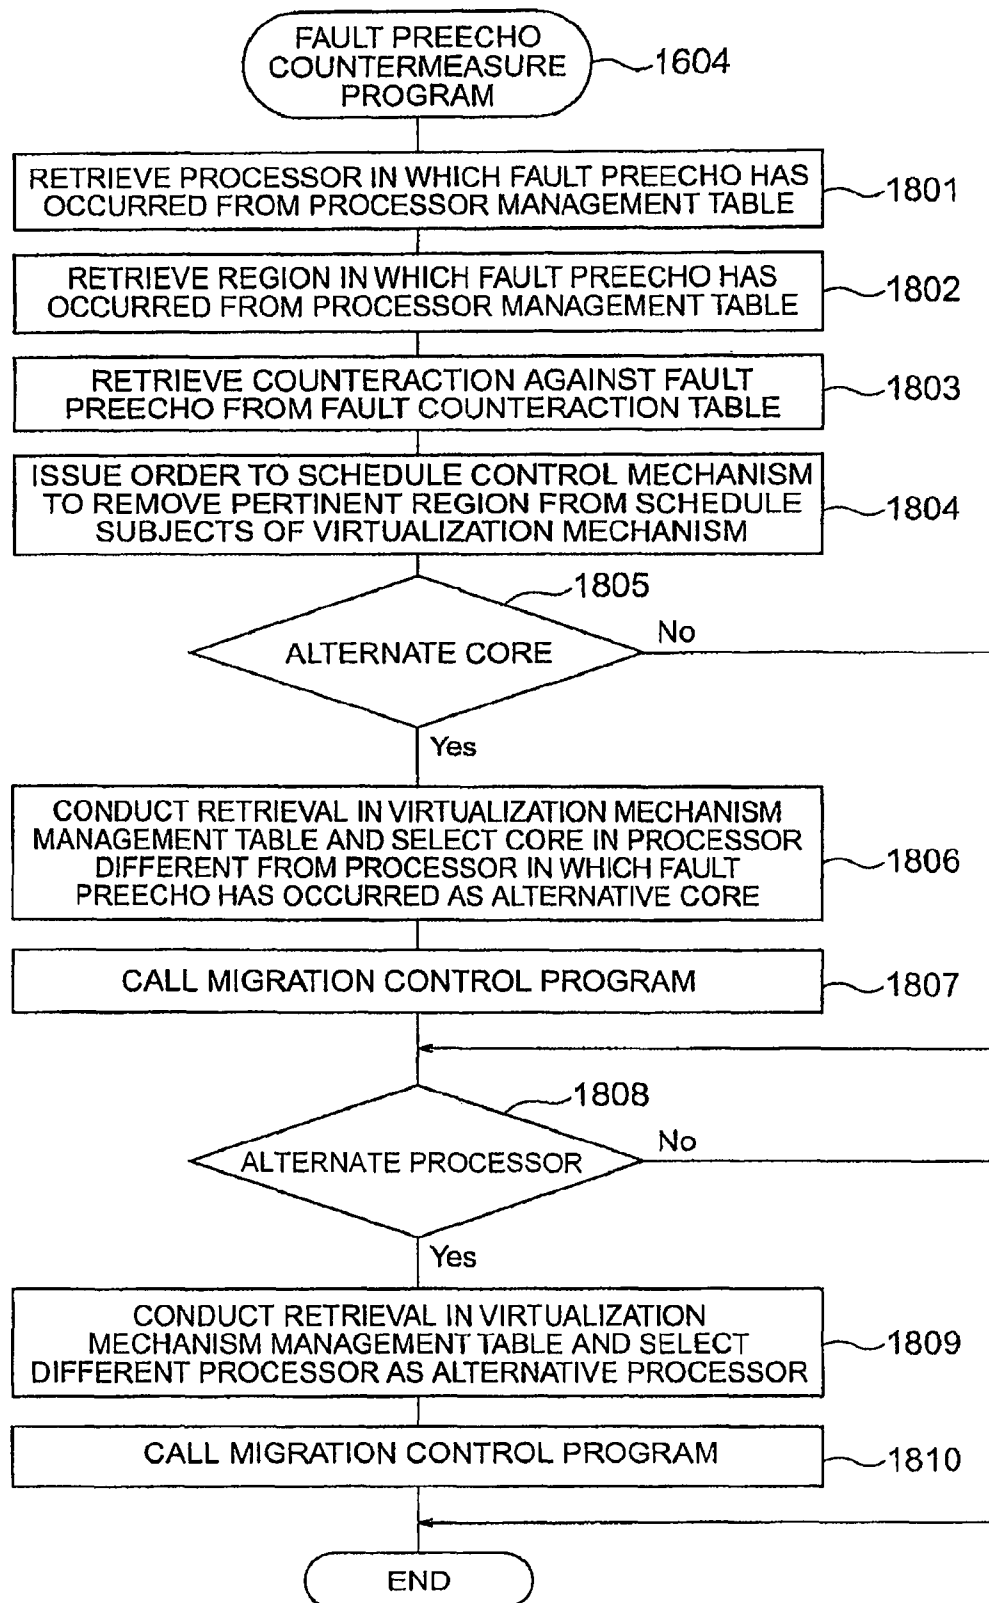 FAULT PREECHO
COUNTERMEASURE
PROGRAM
1604
RETRIEVE PROCESSOR IN WHICH FAULT PREECHO HAS
OCCURRED FROM PROCESSOR MANAGEMENT TABLE
1801
RETRIEVE REGION IN WHICH FAULT PREECHO HAS
OCCURRED FROM PROCESSOR MANAGEMENT TABLE
1802
RETRIEVE COUNTERACTION AGAINST FAULT
PREECHO FROM FAULT COUNTERACTION TABLE
1803
ISSUE ORDER TO SCHEDULE CONTROL MECHANISM
TO REMOVE PERTINENT REGION FROM SCHEDULE
SUBJECTS OF VIRTUALIZATION MECHANISM
1804
1805
ALTERNATE CORE
No
Yes
CONDUCT RETRIEVAL IN VIRTUALIZATION MECHANISM
MANAGEMENT TABLE AND SELECT CORE IN PROCESSOR
DIFFERENT FROM PROCESSOR IN WHICH FAULT
PREECHO HAS OCCURRED AS ALTERNATIVE CORE
1806
CALL MIGRATION CONTROL PROGRAM
1807
1808
ALTERNATE PROCESSOR
No
Yes
CONDUCT RETRIEVAL IN VIRTUALIZATION
MECHANISM MANAGEMENT TABLE AND SELECT
DIFFERENT PROCESSOR AS ALTERNATIVE PROCESSOR
1809
CALL MIGRATION CONTROL PROGRAM
1810
END